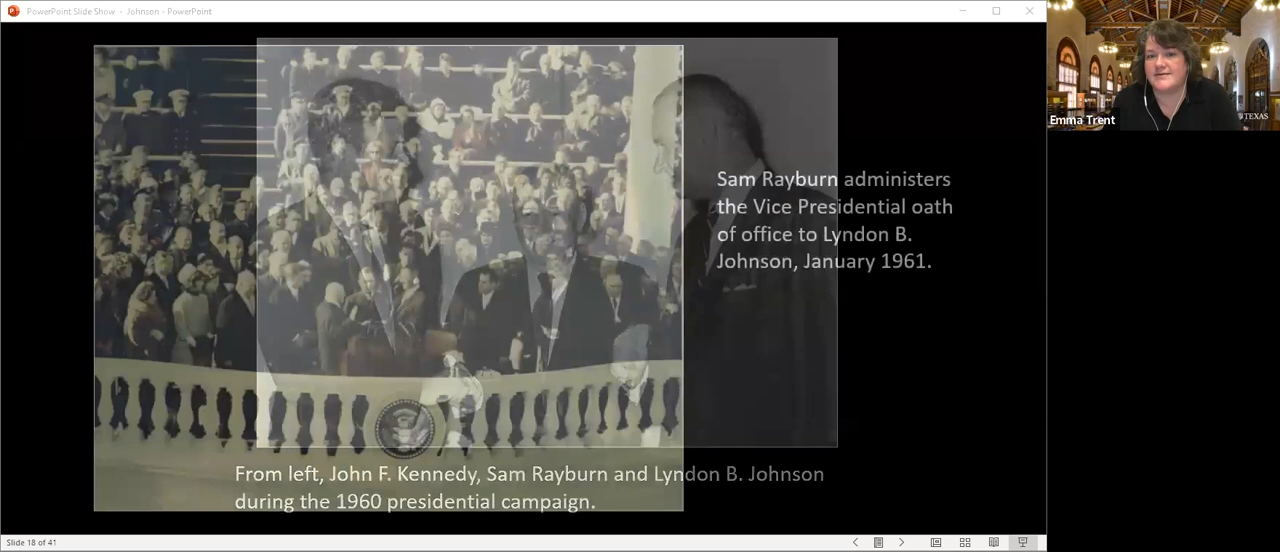 PowerPoint Slide Show - Johnson - PowerPoint
Emma Trent
TEXAS
Sam Rayburn administers
the Vice Presidential oath
of office to Lyndon B.
Johnson, January 1961.
From left, John F. Kennedy, Sam Rayburn and Lyndon B. Johnson
during the 1960 presidential campaign.
Slide 18 of 41